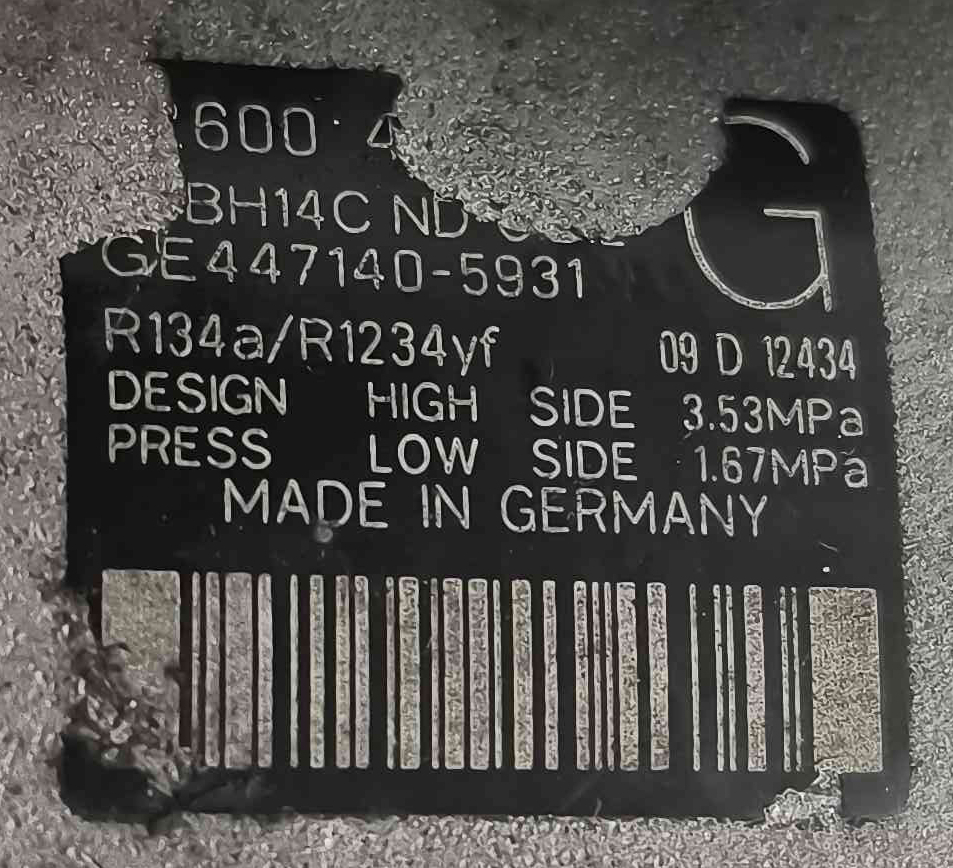 600 4
G
BH14C ND
GE447140-5931
R134a/R1234yf 09 D 12434
DESIGN HIGH SIDE 3.53MPa
PRESS LOW SIDE 1.67MPa
MADE IN GERMANY